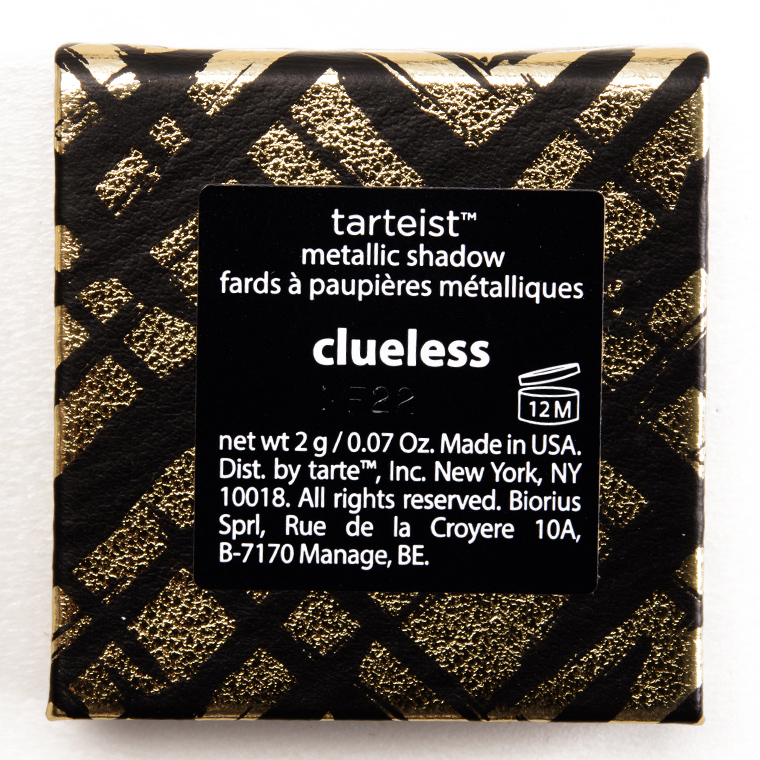 tarteist™
metallic shadow
fards à paupières métalliques
clueless
12M
net wt 2 g / 0.07 Oz. Made in USA.
Dist. by tarte™, Inc. New York, NY
10018. All rights reserved. Biorius
Sprl, Rue de la Croyere 10A,
B-7170 Manage, BE.